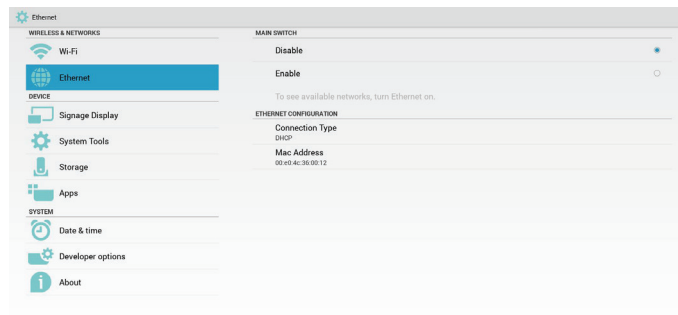 Ethernet
WIRELESS & NETWORKS
Wi-Fi
Ethernet
DEVICE
Signage Display
System Tools
Storage
Apps
SYSTEM
Date & time
Developer options
About
MAIN SWITCH
Disable
Enable
To see available networks, turn Ethernet on.
ETHERNET CONFIGURATION
Connection Type
DHCP
Mac Address
00:e0:4c:36:00:12